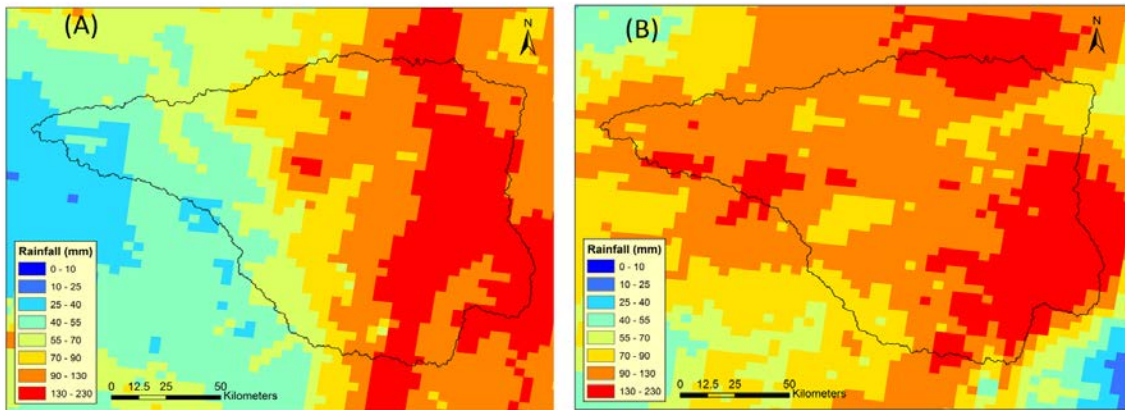 (A)
N
Rainfall (mm)
0 - 10
10 - 25
25 - 40
40 - 55
55 - 70
70 - 90
90 - 130
130 - 230
0 12.5 25 50
Kilometers
(B)
N
Rainfall (mm)
0 - 10
10 - 25
25 - 40
40 - 55
55 - 70
70 - 90
90 - 130
130 - 230
0 12.5 25 50
Kilometers